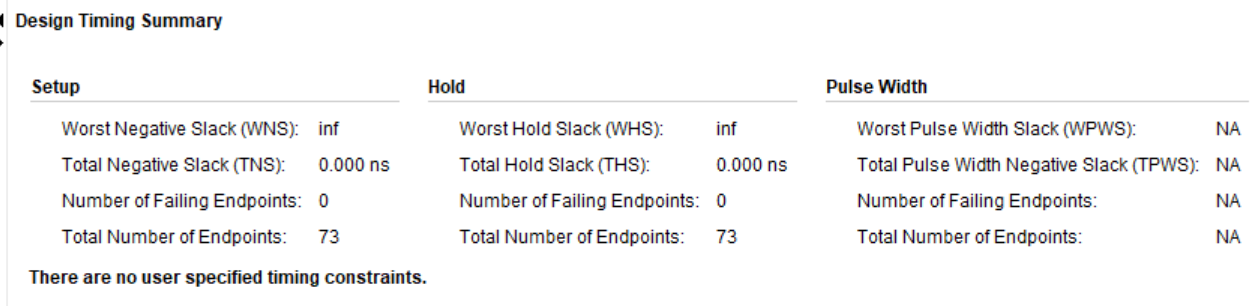 Design Timing Summary
Setup Hold Pulse Width
Worst Negative Slack (WNS): inf Worst Hold Slack (WHS): inf Worst Pulse Width Slack (WPWS): NA
Total Negative Slack (TNS): 0.000 ns Total Hold Slack (THS): 0.000 ns Total Pulse Width Negative Slack (TPWS): NA
Number of Failing Endpoints: 0 Number of Failing Endpoints: 0 Number of Failing Endpoints: NA
Total Number of Endpoints: 73 Total Number of Endpoints: 73 Total Number of Endpoints: NA
There are no user specified timing constraints.